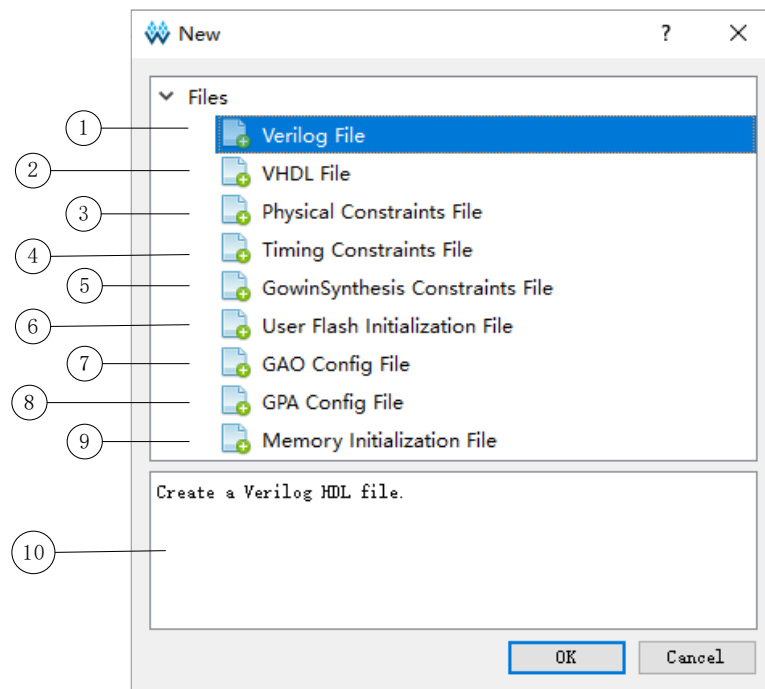 New ?
Files
1 Verilog File
2 VHDL File
3 Physical Constraints File
4 Timing Constraints File
5 GowinSynthesis Constraints File
6 User Flash Initialization File
7 GAO Config File
8 GPA Config File
9 Memory Initialization File
Create a Verilog HDL file.
10
OK Cancel